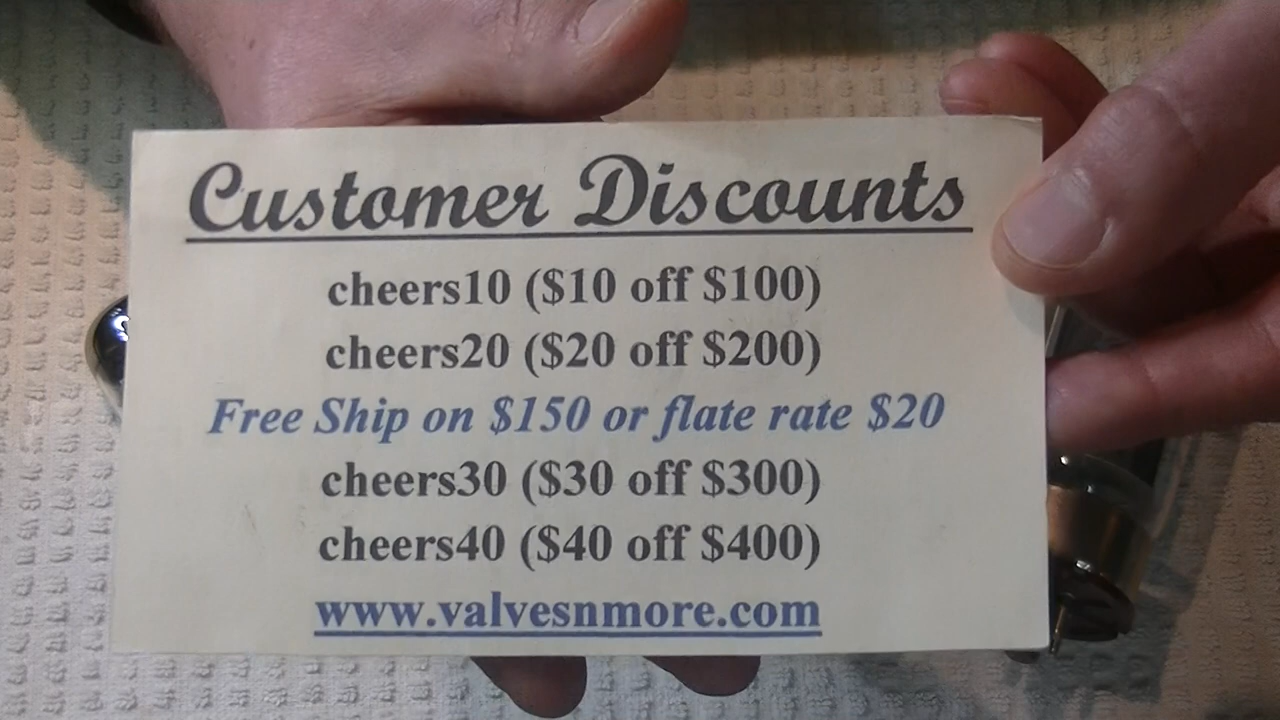 Customer Discounts
cheers10 ($10 off $100)
cheers20 ($20 off $200)
Free Ship on $150 or flate rate $20
cheers30 ($30 off $300)
cheers40 ($40 off $400)
www.valvesnmore.com